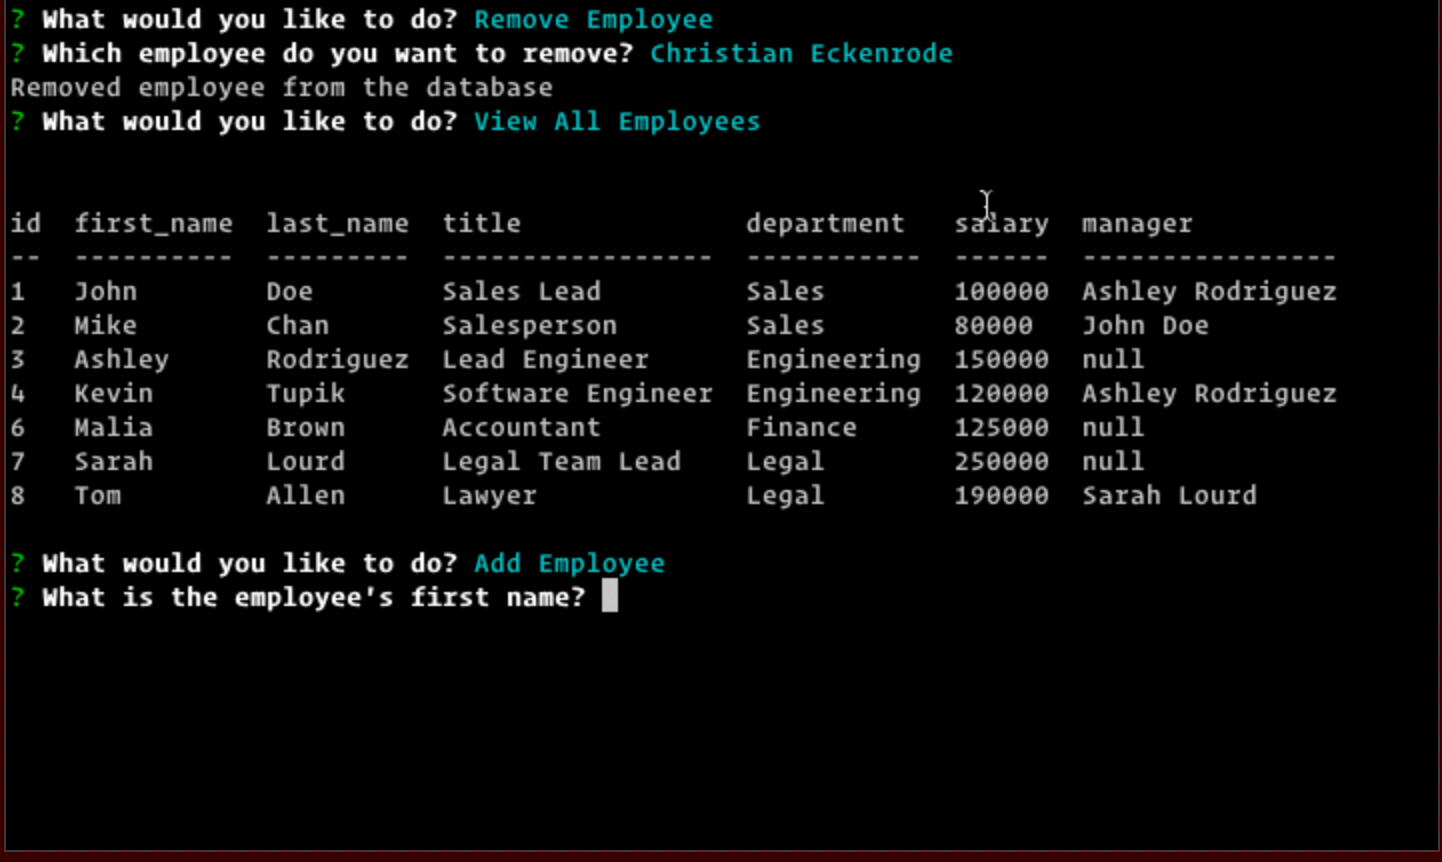 ? What would you like to do? Remove Employee
? Which employee do you want to remove? Christian Eckenrode
Removed employee from the database
? What would you like to do? View All Employees
id  first_name  last_name  title              department   salary  manager
--  ----------  ---------  -----------------  -----------  ------  ----------------
1   John        Doe        Sales Lead         Sales        100000  Ashley Rodriguez
2   Mike        Chan       Salesperson        Sales        80000   John Doe
3   Ashley      Rodriguez  Lead Engineer      Engineering  150000  null
4   Kevin       Tupik      Software Engineer  Engineering  120000  Ashley Rodriguez
6   Malia       Brown      Accountant         Finance      125000  null
7   Sarah       Lourd      Legal Team Lead    Legal        250000  null
8   Tom         Allen      Lawyer             Legal        190000  Sarah Lourd
? What would you like to do? Add Employee
? What is the employee's first name?